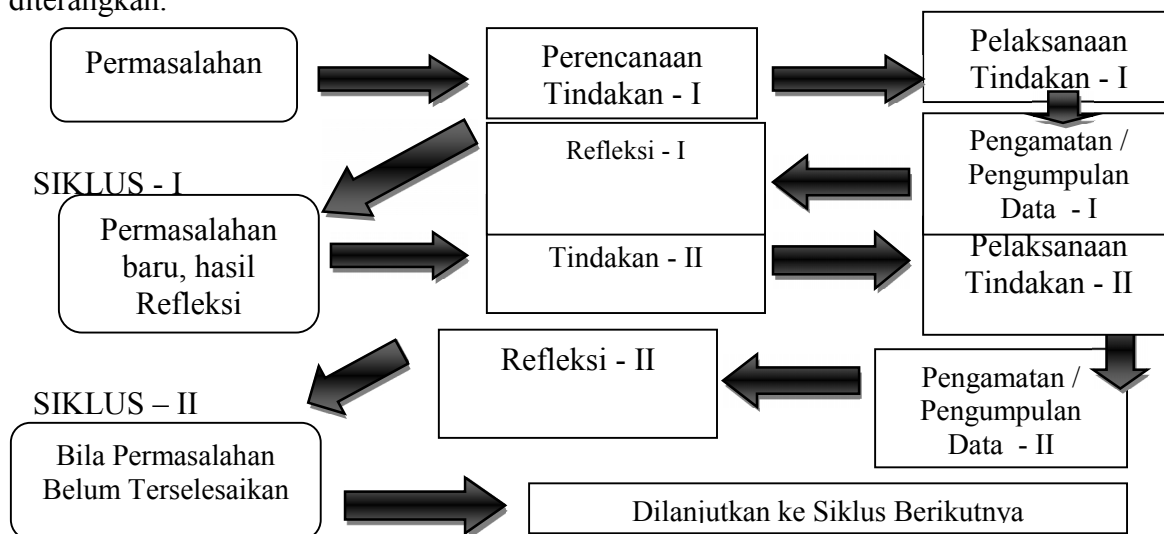 diterangkan.
Permasalahan
Perencanaan
Tindakan - I
Pelaksanaan
Tindakan - I
Refleksi - I
Pengamatan /
Pengumpulan
Data - I
SIKLUS - I
Permasalahan
baru, hasil
Refleksi
Tindakan - II
Pelaksanaan
Tindakan - II
Refleksi - II
Pengamatan /
Pengumpulan
Data - II
SIKLUS – II
Bila Permasalahan
Belum Terselesaikan
Dilanjutkan ke Siklus Berikutnya